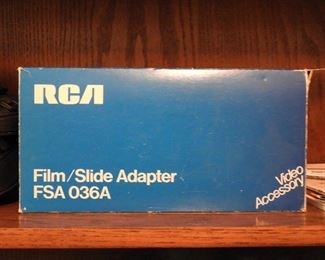 RCA
Film/Slide Adapter
FSA 036A
Video
Accessory